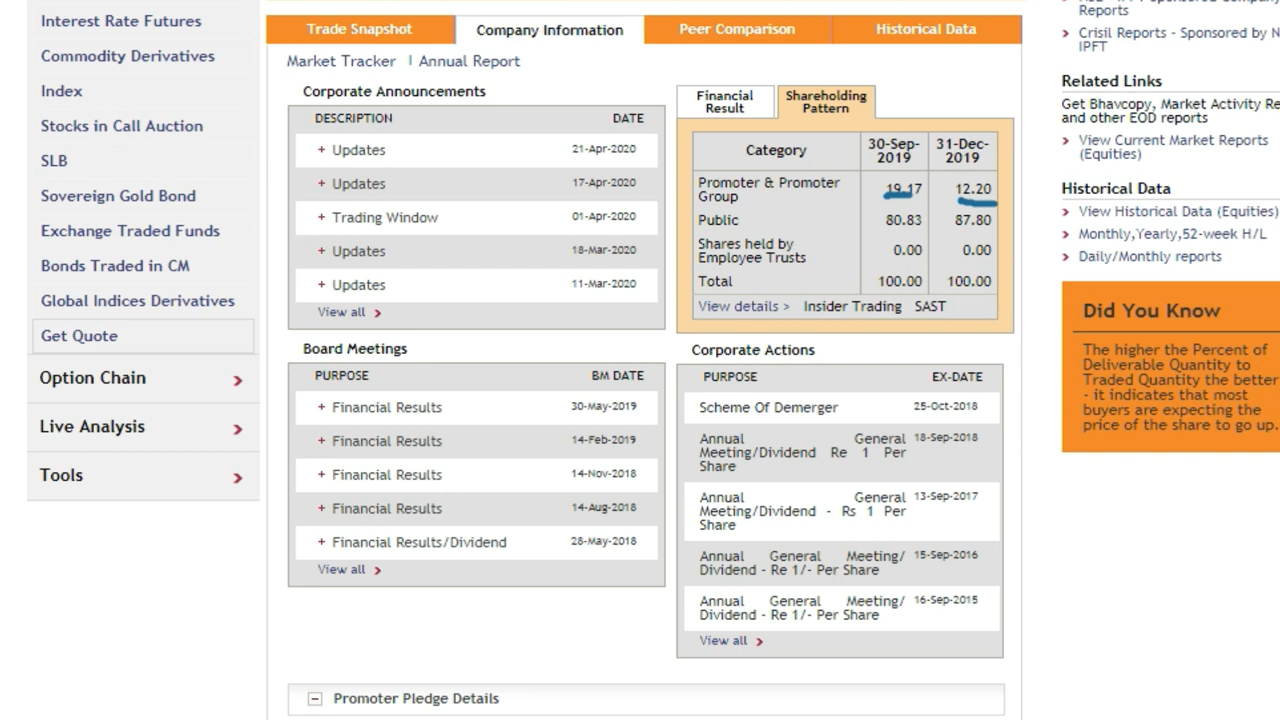 Interest Rate Futures
Commodity Derivatives
Index
Stocks in Call Auction
SLB
Sovereign Gold Bond
Exchange Traded Funds
Bonds Traded in CM
Global Indices Derivatives
Get Quote
Option Chain
Live Analysis
Tools
Trade Snapshot
Company Information
Peer Comparison
Historical Data
Market Tracker | Annual Report
Corporate Announcements
DESCRIPTION DATE
+ Updates 21-Apr-2020
+ Updates 17-Apr-2020
+ Trading Window 01-Apr-2020
+ Updates 18-Mar-2020
+ Updates 11-Mar-2020
View all >
Financial
Result
Shareholding
Pattern
Category 30-Sep-2019 31-Dec-2019
Promoter & Promoter
Group 19.17 12.20
Public 80.83 87.80
Shares held by
Employee Trusts 0.00 0.00
Total 100.00 100.00
View details > Insider Trading SAST
Board Meetings
PURPOSE BM DATE
+ Financial Results 30-May-2019
+ Financial Results 14-Feb-2019
+ Financial Results 14-Nov-2018
+ Financial Results 14-Aug-2018
+ Financial Results/Dividend 28-May-2018
View all >
Corporate Actions
PURPOSE EX-DATE
Scheme Of Demerger 25-Oct-2018
Annual General 18-Sep-2018
Meeting/Dividend Re 1 Per
Share
Annual General 13-Sep-2017
Meeting/Dividend - Rs 1 Per
Share
Annual General Meeting/ 15-Sep-2016
Dividend - Re 1/- Per Share
Annual General Meeting/ 16-Sep-2015
Dividend - Re 1/- Per Share
View all >
Promoter Pledge Details
Reports
> Crisil Reports - Sponsored by
IPFT
Related Links
Get Bhavcopy, Market Activity
and other EOD reports
> View Current Market Reports
(Equities)
Historical Data
> View Historical Data (Equities)
> Monthly,Yearly,52-week H/L
> Daily/Monthly reports
Did You Know
The higher the Percent of
Deliverable Quantity to
Traded Quantity the better
- it indicates that most
buyers are expecting the
price of the share to go up.